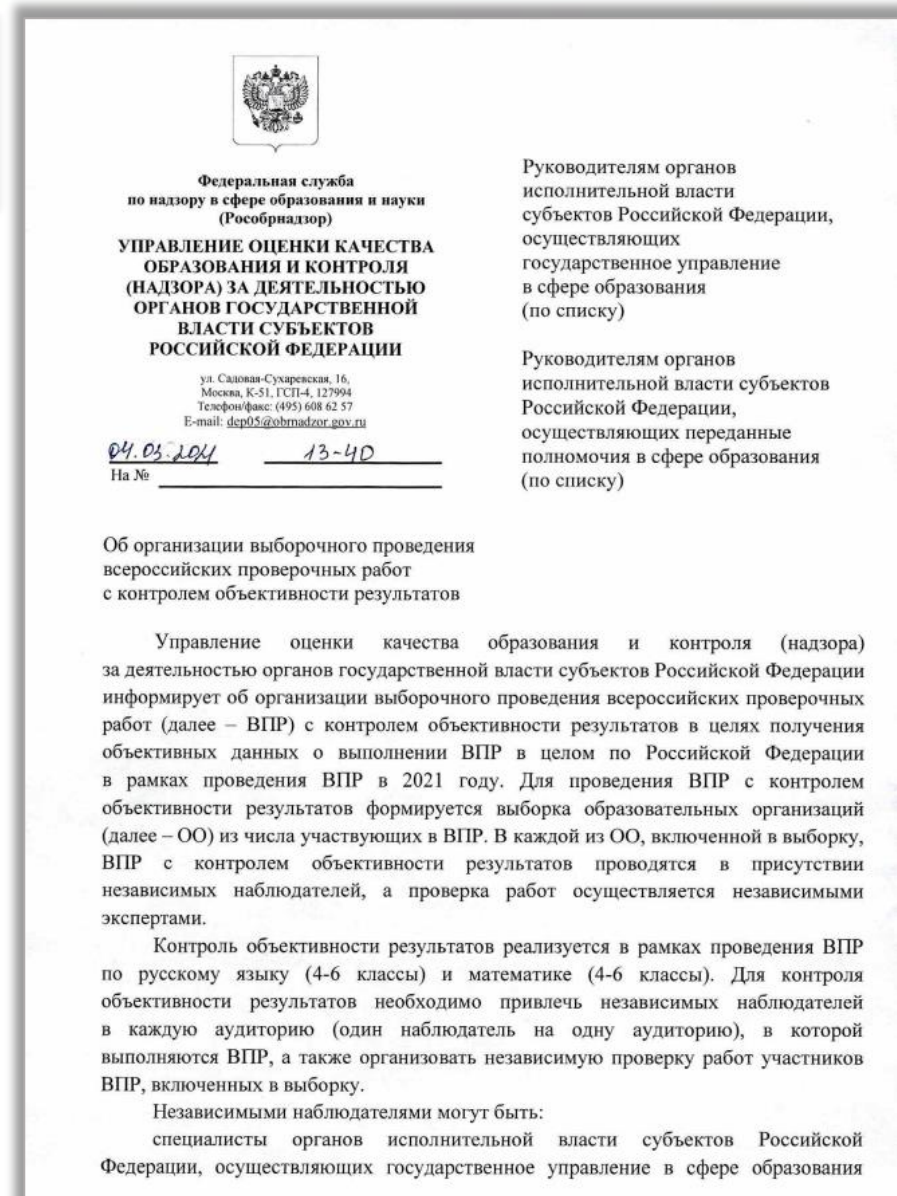 Федеральная служба
по надзору в сфере образования и науки
(Рособрнадзор)
УПРАВЛЕНИЕ ОЦЕНКИ КАЧЕСТВА
ОБРАЗОВАНИЯ И КОНТРОЛЯ
(НАДЗОРА) ЗА ДЕЯТЕЛЬНОСТЬЮ
ОРГАНОВ ГОСУДАРСТВЕННОЙ
ВЛАСТИ СУБЪЕКТОВ
РОССИЙСКОЙ ФЕДЕРАЦИИ
ул. Садовая-Сухаревская, 16,
Москва, К-51, ГСП-4, 127994
Телефон/факс: (495) 608 62 57
E-mail: dep05@obrnadzor.gov.ru
04.03.2021 13-40
На №
Руководителям органов
исполнительной власти
субъектов Российской Федерации,
осуществляющих
государственное управление
в сфере образования
(по списку)
Руководителям органов
исполнительной власти субъектов
Российской Федерации,
осуществляющих переданные
полномочия в сфере образования
(по списку)
Об организации выборочного проведения
всероссийских проверочных работ
с контролем объективности результатов
Управление оценки качества образования и контроля (надзора)
за деятельностью органов государственной власти субъектов Российской Федерации
информирует об организации выборочного проведения всероссийских проверочных
работ (далее – ВПР) с контролем объективности результатов в целях получения
объективных данных о выполнении ВПР в целом по Российской Федерации
в рамках проведения ВПР в 2021 году. Для проведения ВПР с контролем
объективности результатов формируется выборка образовательных организаций
(далее – ОО) из числа участвующих в ВПР. В каждой из ОО, включенной в выборку,
ВПР с контролем объективности результатов проводятся в присутствии
независимых наблюдателей, а проверка работ осуществляется независимыми
экспертами.
Контроль объективности результатов реализуется в рамках проведения ВПР
по русскому языку (4-6 классы) и математике (4-6 классы). Для контроля
объективности результатов необходимо привлечь независимых наблюдателей
в каждую аудиторию (один наблюдатель на одну аудиторию), в которой
выполняются ВПР, а также организовать независимую проверку работ участников
ВПР, включенных в выборку.
Независимыми наблюдателями могут быть:
специалисты органов исполнительной власти субъектов Российской
Федерации, осуществляющих государственное управление в сфере образования